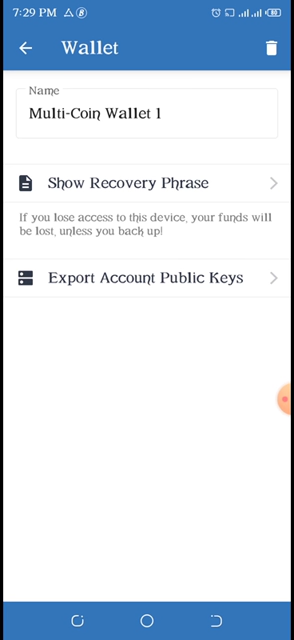 7:29 PM
Wallet
Name
Multi-Coin Wallet 1
Show Recovery Phrase
If you lose access to this device, your funds will
be lost, unless you back up!
Export Account Public Keys